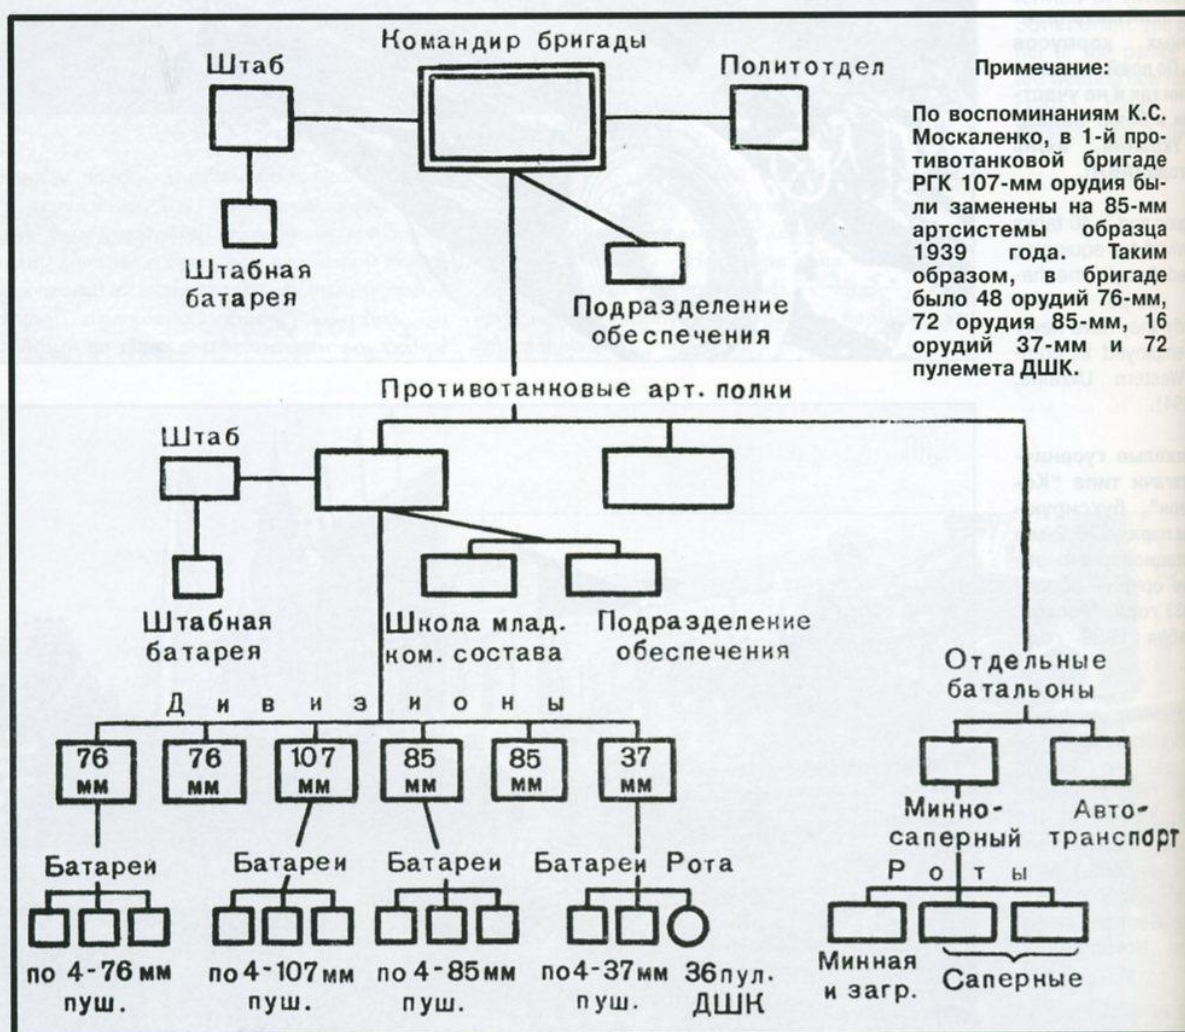 Командир бригады
Штаб
Политотдел
Штабная
батарея
Подразделение
обеспечения
Примечание:
По воспоминаниям К.С.
Москаленко, в 1-й про-
тивотанковой бригаде
РГК 107-мм орудия бы-
ли заменены на 85-мм
артсистемы образца
1939 года. Таким
образом, в бригаде
было 48 орудий 76-мм,
72 орудия 85-мм, 16
орудий 37-мм и 72
пулемета ДШК.
Противотанковые арт. полки
Штаб
Штабная
батарея
Школа млад.
ком. состава
Подразделение
обеспечения
Отдельные
батальоны
Дивизионы
76
мм
76
мм
107
мм
85
мм
85
мм
37
мм
Минно-
саперный
Авто-
транспорт
Батареи
Батареи
Батареи
Батареи Рота
Роты
по 4-76 мм
пуш.
по 4-107 мм
пуш.
по 4-85 мм
пуш.
по 4-37 мм
пуш.
36 пул.
ДШК
Минная
и загр.
Саперные